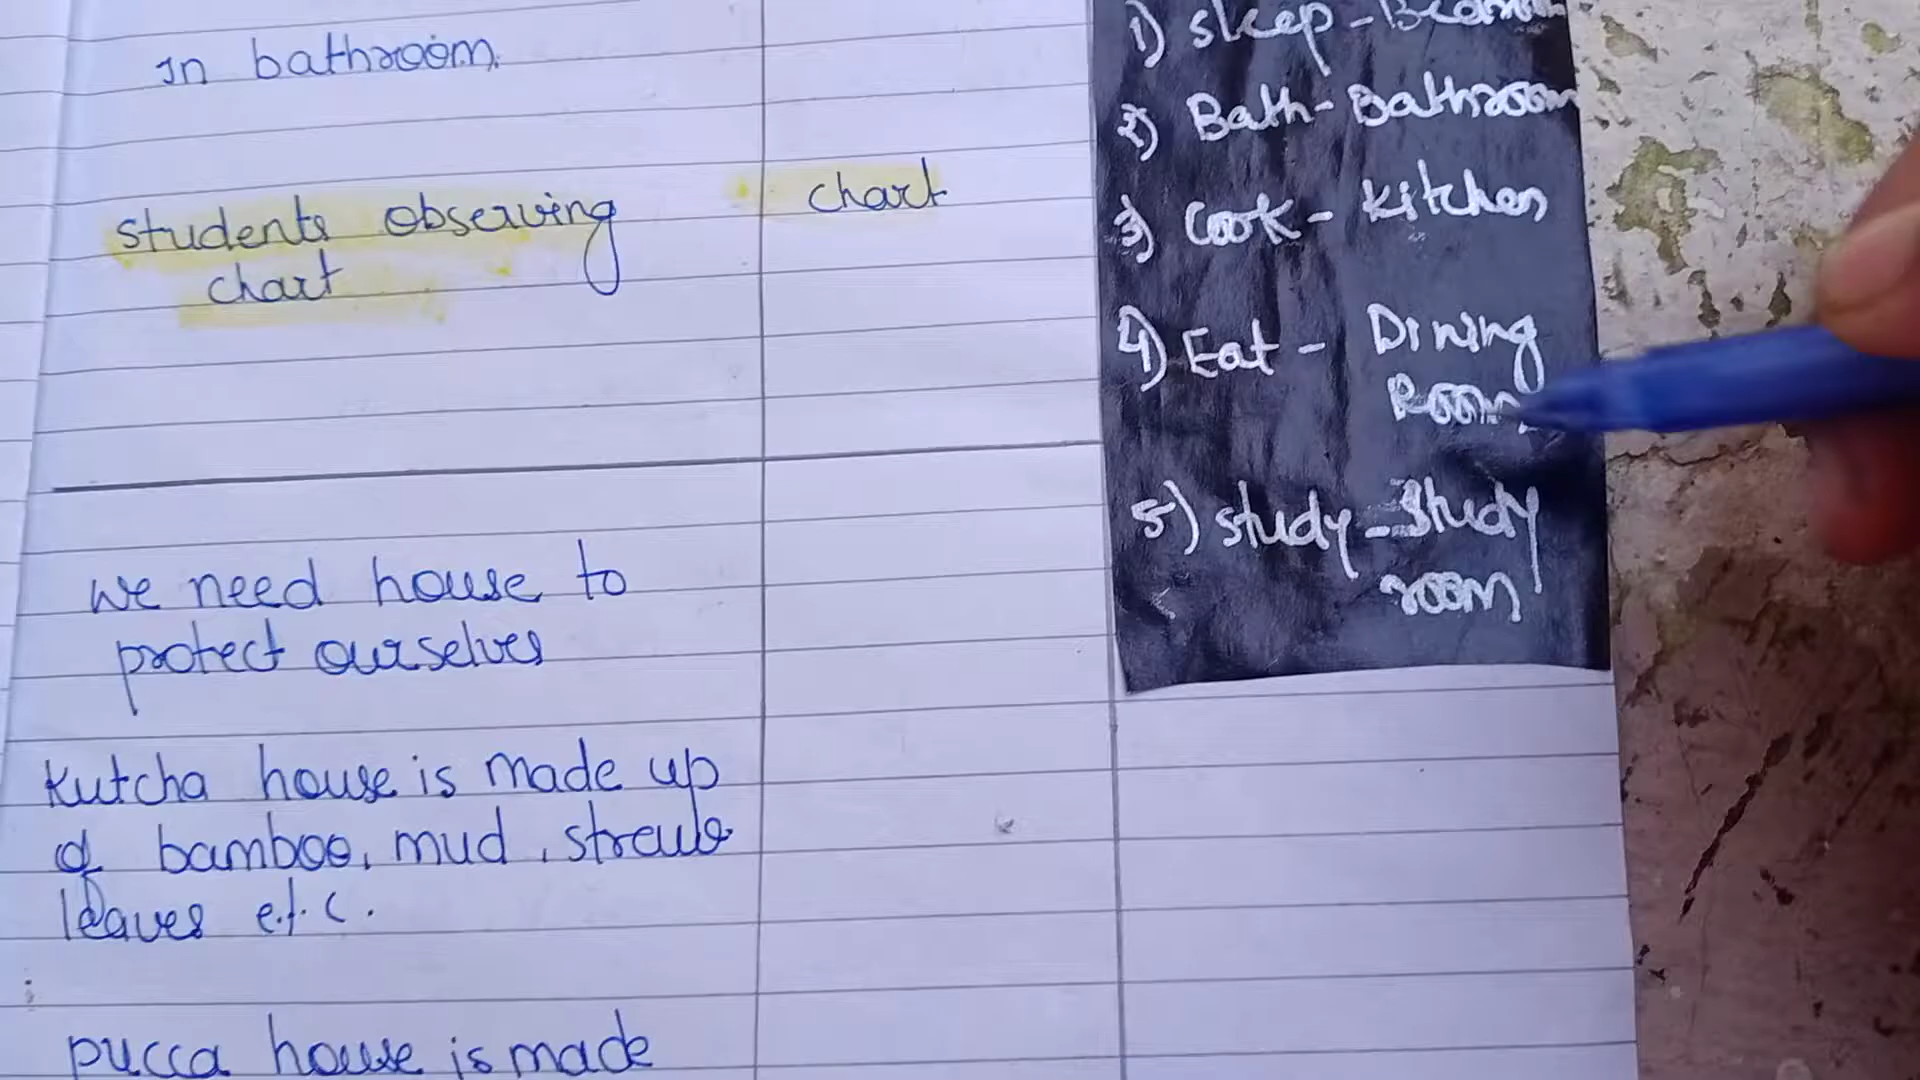 In bathroom.
students observing
chart
we need house to
protect ourselves
Kutcha house is made up
of bamboo, mud, straws
leaves e.t.c.
pucca house is made
chart
1) sleep - Bedroom
2) Bath - Bathroom
3) Cook - Kitchen
4) Eat - Dining
Room
5) study - Study
room